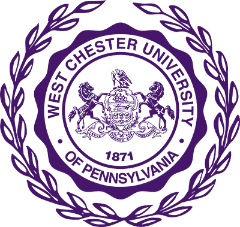 WEST CHESTER UNIVERSITY
1871
OF PENNSYLVANIA